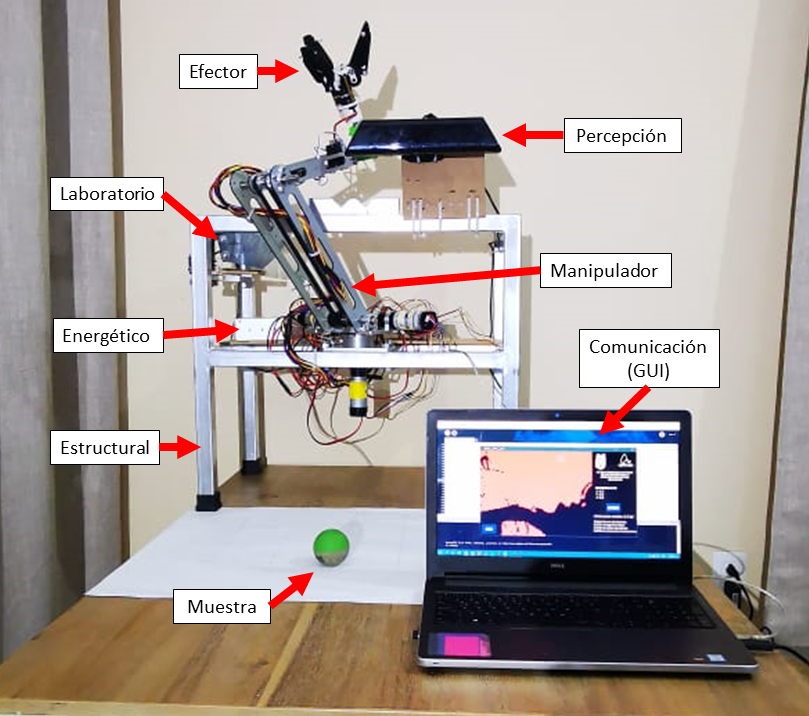 Efector
Percepción
Laboratorio
Manipulador
Energético
Comunicación
(GUI)
Estructural
DELL
Muestra